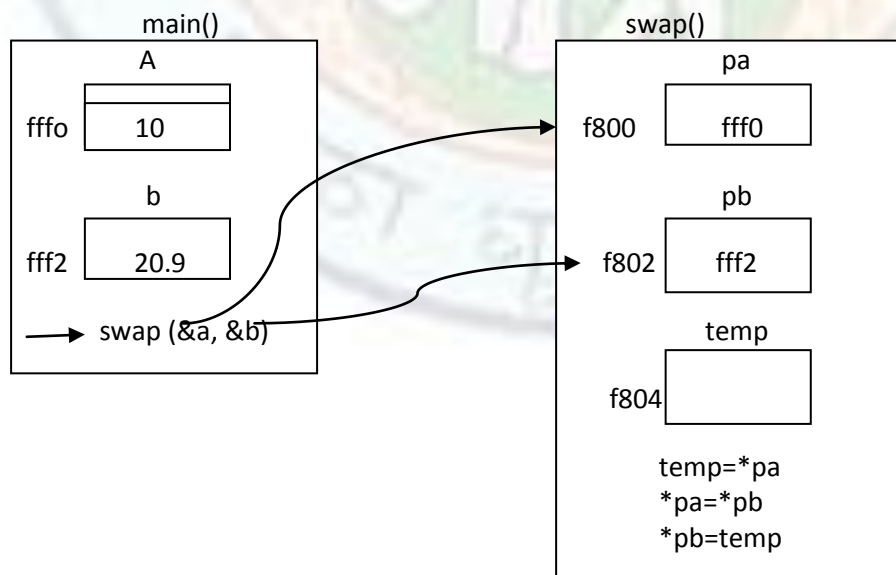 main()
A
fffo 10
b
fff2 20.9
swap (&a, &b)
swap()
pa
f800 fff0
pb
f802 fff2
temp
f804
temp=*pa
*pa=*pb
*pb=temp